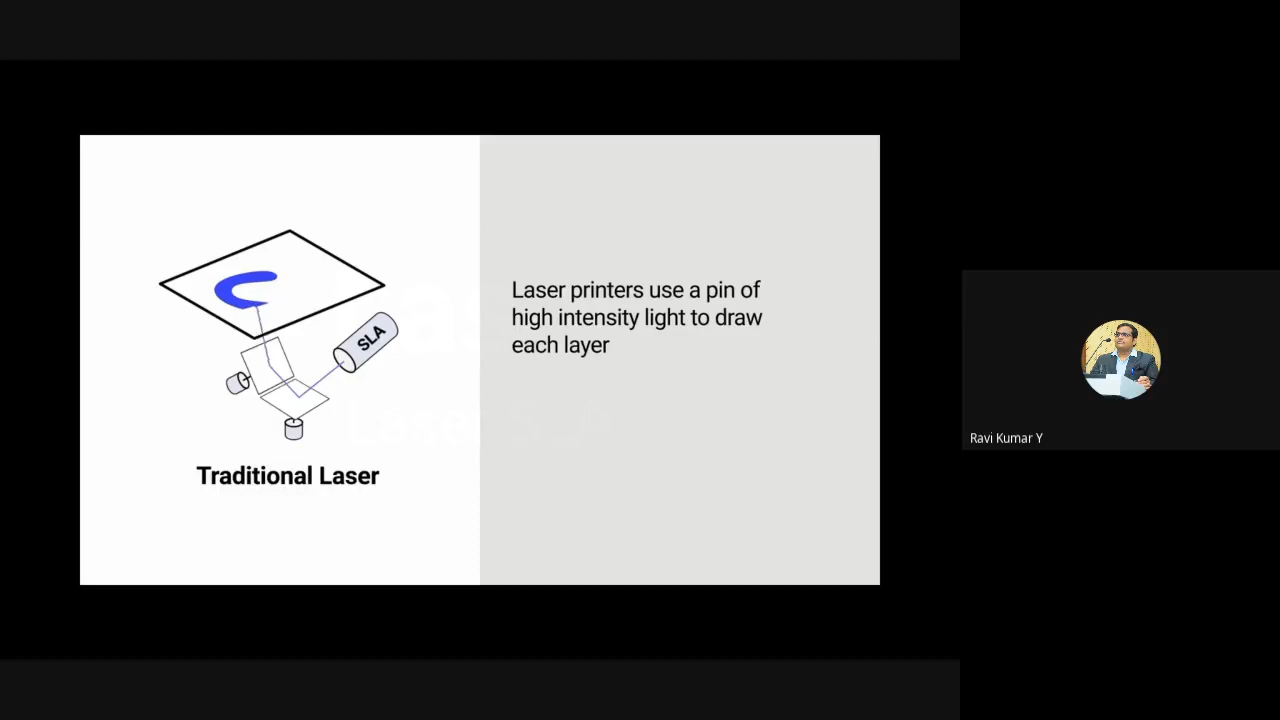 SLA
Traditional Laser
Laser printers use a pin of
high intensity light to draw
each layer
Ravi Kumar Y